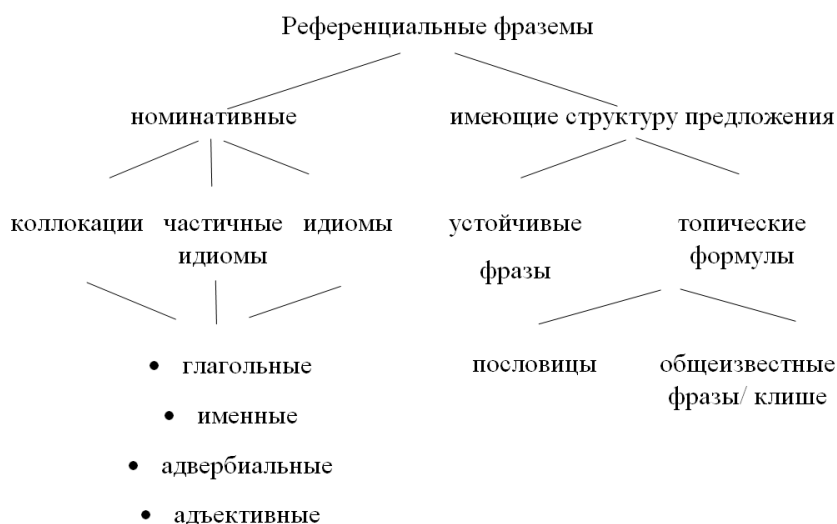 Референциальные фраземы
номинативные
имеющие структуру предложения
коллокации
частичные
идиомы
идиомы
устойчивые
фразы
топические
формулы
• глагольные
• именные
• адвербиальные
• адъективные
пословицы
общеизвестные
фразы/ клише